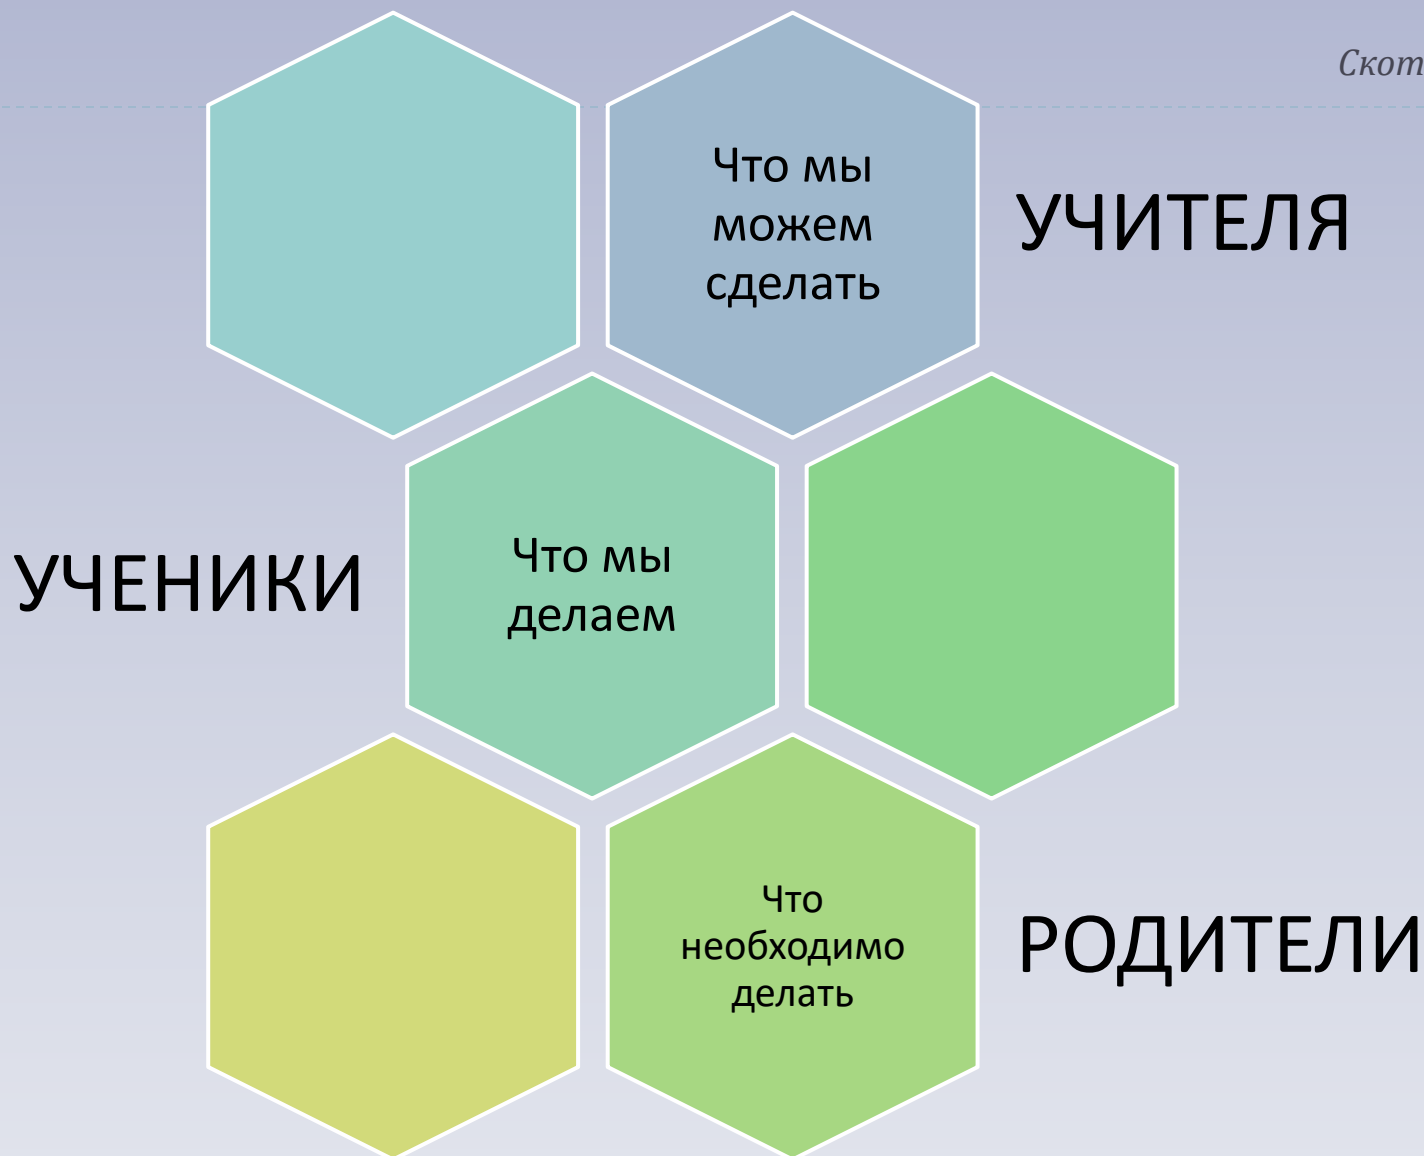 Скот
Что мы
можем
сделать
УЧИТЕЛЯ
УЧЕНИКИ
Что мы
делаем
Что
необходимо
делать
РОДИТЕЛИ